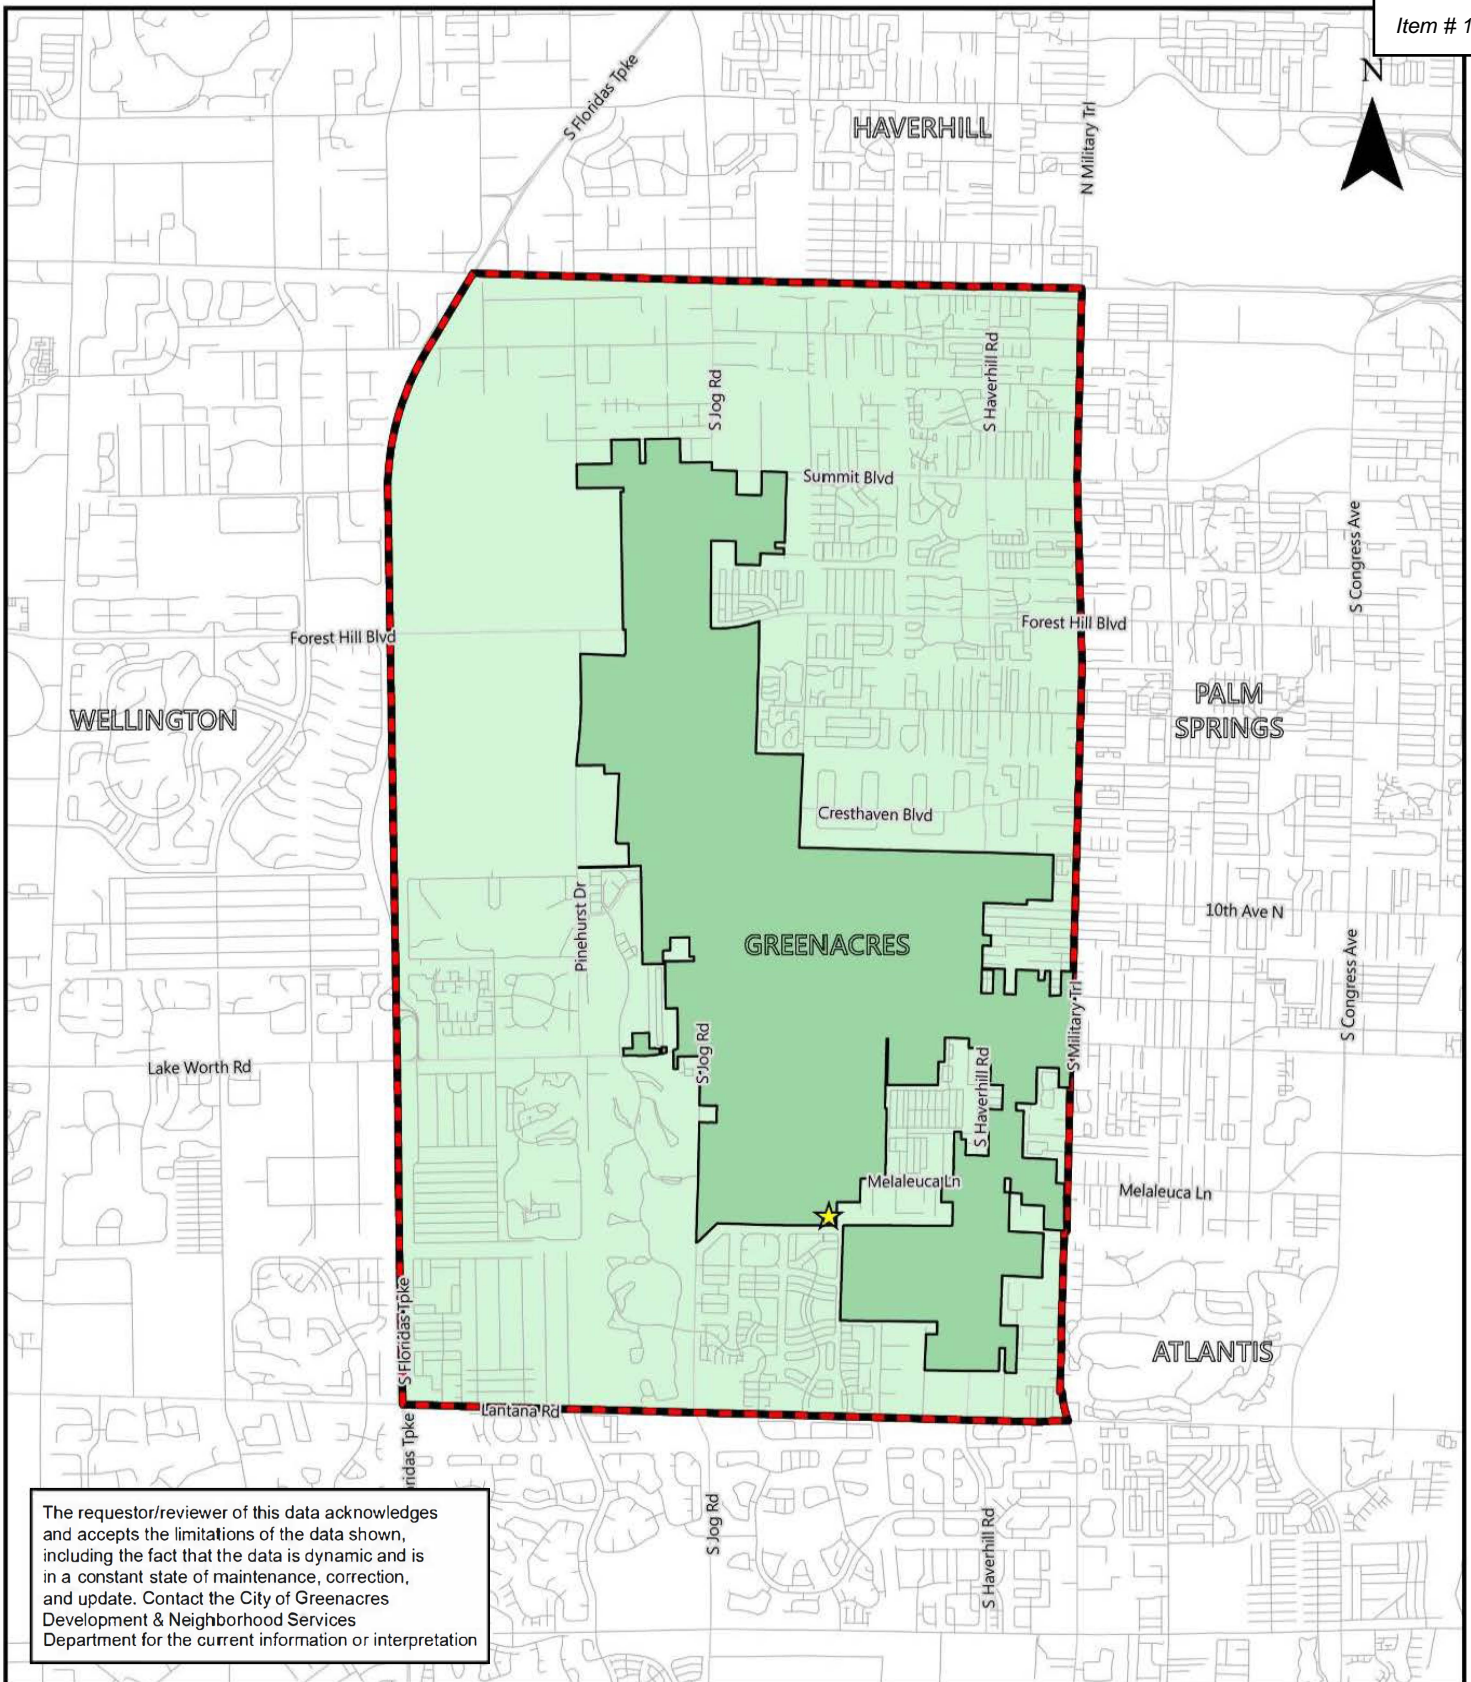 Item # 1
N
S Floridas Tpke
HAVERHILL
N Military Trl
S Jog Rd
S Haverhill Rd
Summit Blvd
S Congress Ave
Forest Hill Blvd
Forest Hill Blvd
WELLINGTON
PALM
SPRINGS
Cresthaven Blvd
Pinehurst Dr
10th Ave N
GREENACRES
S Congress Ave
S Military Trl
Lake Worth Rd
S Jog Rd
S Haverhill Rd
Melaleuca Ln
Melaleuca Ln
S Floridas Tpke
ATLANTIS
Lantana Rd
ridas Tpke
S Jog Rd
S Haverhill Rd
The requestor/reviewer of this data acknowledges
and accepts the limitations of the data shown,
including the fact that the data is dynamic and is
in a constant state of maintenance, correction,
and update. Contact the City of Greenacres
Development & Neighborhood Services
Department for the current information or interpretation